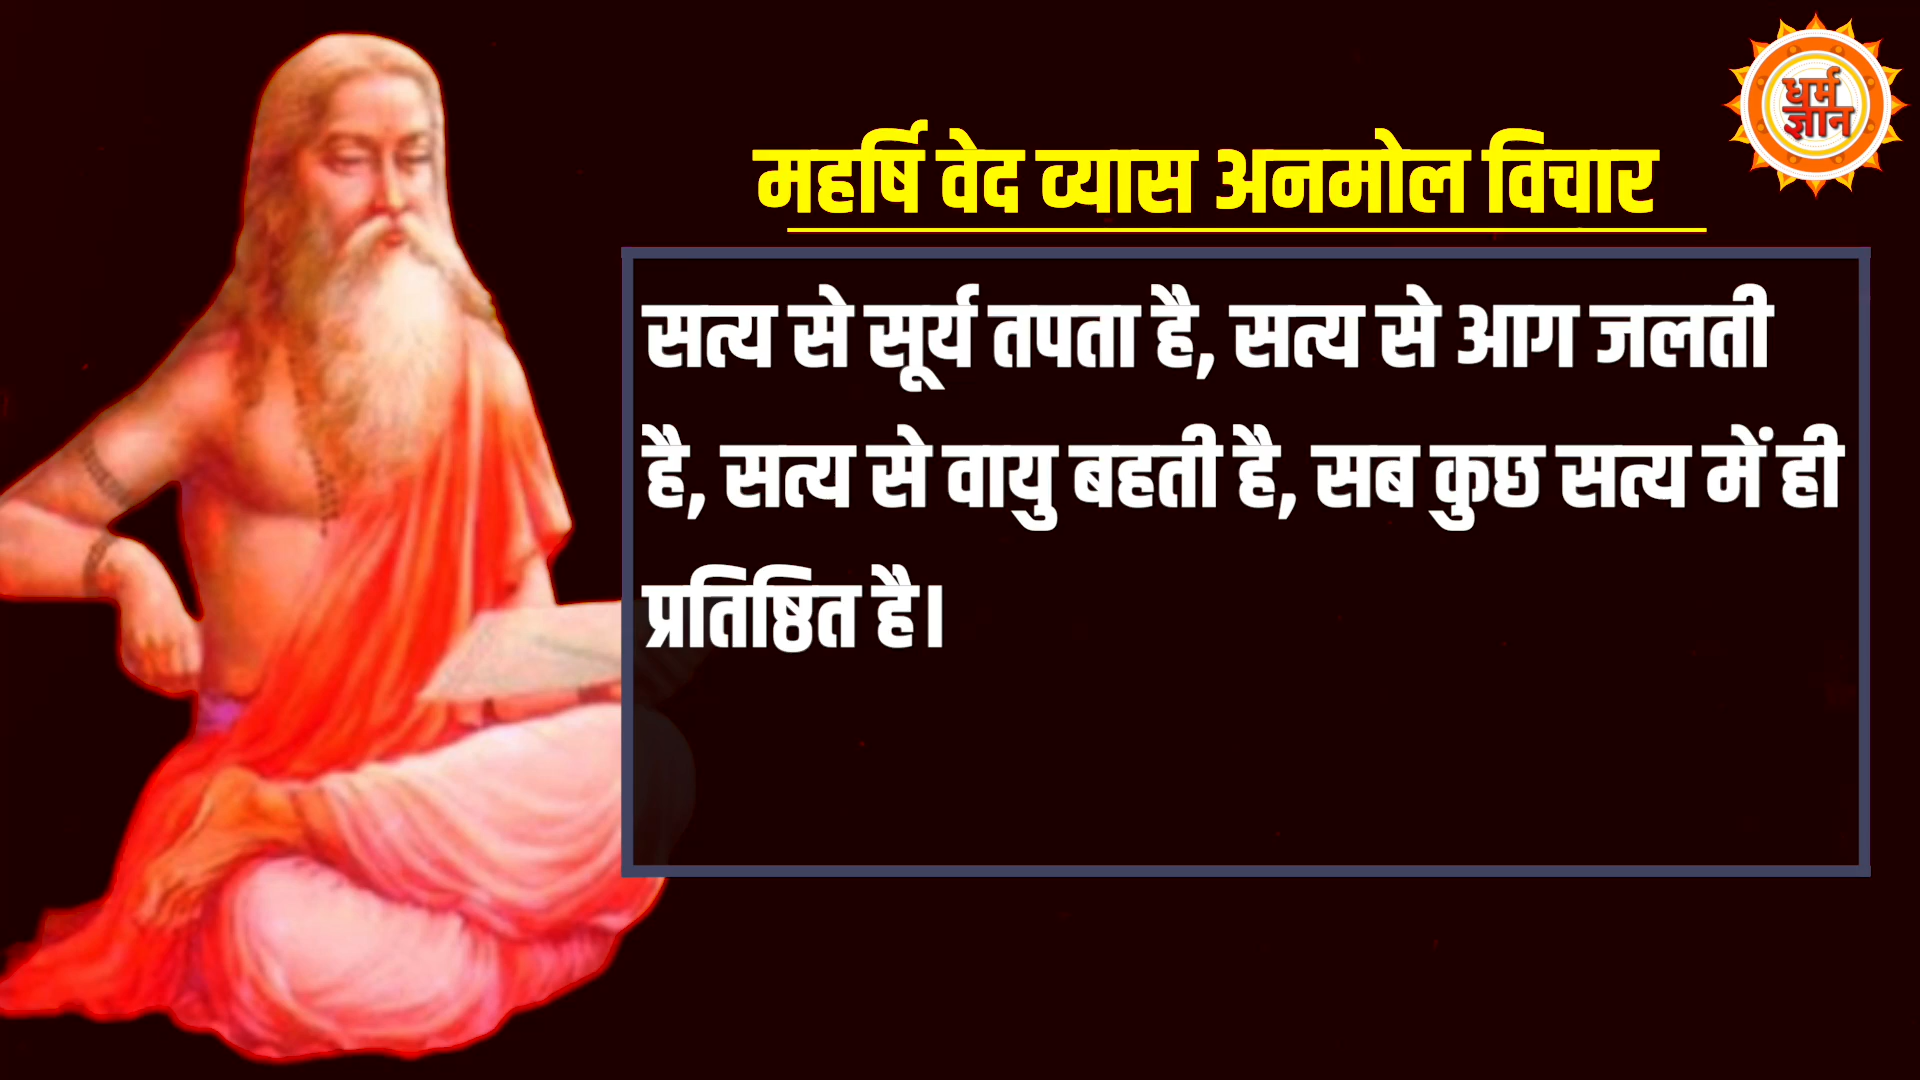 धर्म
ज्ञान
महर्षि वेद व्यास अनमोल विचार
सत्य से सूर्य तपता है, सत्य से आग जलती
है, सत्य से वायु बहती है, सब कुछ सत्य में ही
प्रतिष्ठित है।